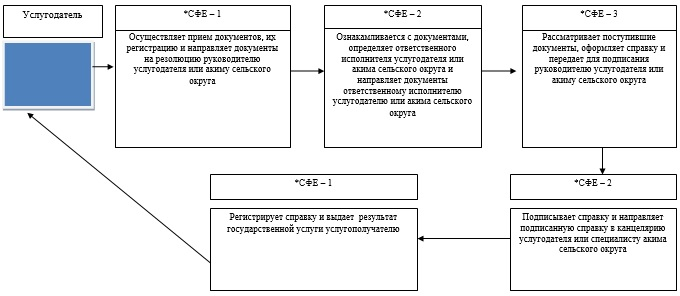 Услугодатель
*СФЕ – 1
Осуществляет прием документов, их
регистрацию и направляет документы
на резолюцию руководителю
услугодателя или акиму сельского
округа
*СФЕ – 2
Ознакамливается с документами,
определяет ответственного
исполнителя услугодателя или
акима сельского округа и
направляет документы
ответственному исполнителю
услугодателю или акима сельского
округа
*СФЕ – 3
Рассматривает поступившие
документы, оформляет справку и
передает для подписания
руководителю услугодателя или
акиму сельского округа
*СФЕ – 2
Подписывает справку и направляет
подписанную справку в канцелярию
услугодателя или специалисту акима
сельского округа
*СФЕ – 1
Регистрирует справку и выдает результат
государственной услуги услугополучателю